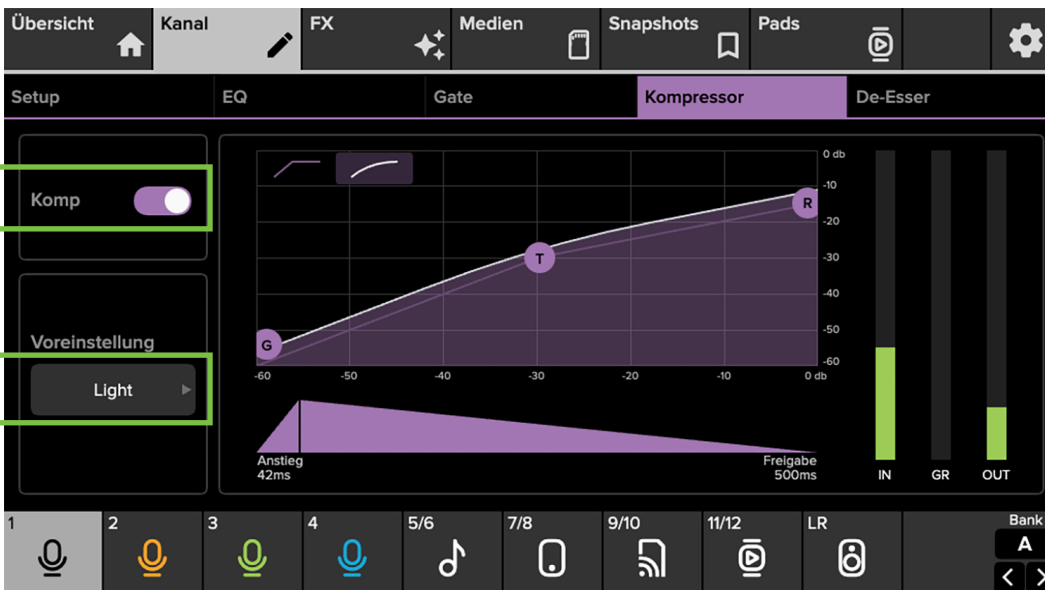 Übersicht Kanal FX Medien Snapshots Pads
Setup EQ Gate Kompressor De-Esser
Komp
Voreinstellung
Light
0 db
-10
-20
-30
-40
-50
-60
R
T
G
-60 -50 -40 -30 -20 -10 0 db
Anstieg
42ms
Freigabe
500ms
IN GR OUT
1 2 3 4 5/6 7/8 9/10 11/12 LR Bank
A